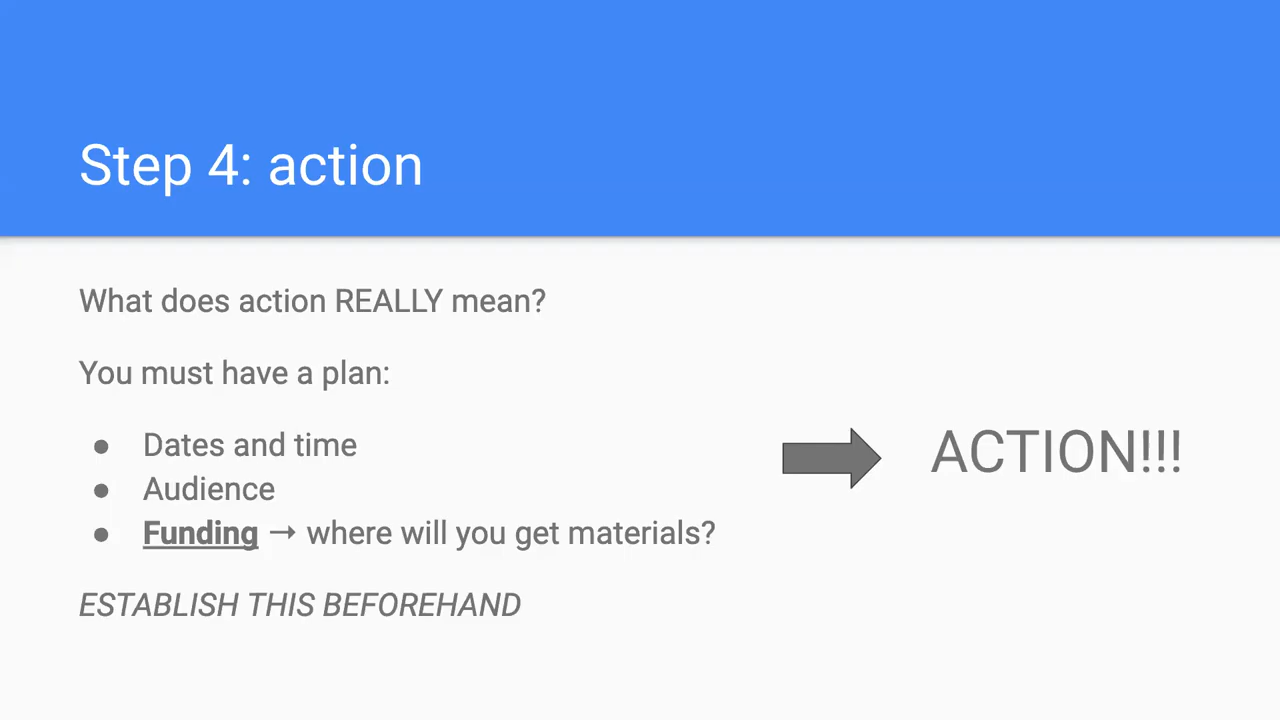 Step 4: action
What does action REALLY mean?
You must have a plan:
● Dates and time
● Audience
● Funding → where will you get materials?
ACTION!!!
ESTABLISH THIS BEFOREHAND